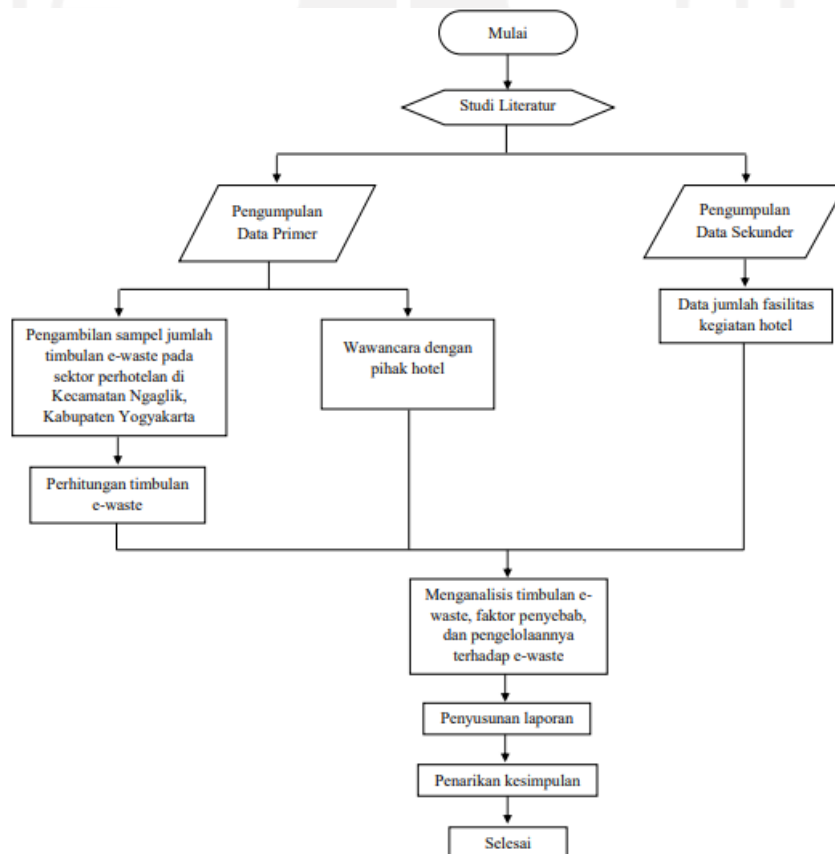 Mulai
Studi Literatur
Pengumpulan
Data Primer
Pengumpulan
Data Sekunder
Pengambilan sampel jumlah
timbulan e-waste pada
sektor perhotelan di
Kecamatan Ngaglik,
Kabupaten Yogyakarta
Wawancara dengan
pihak hotel
Data jumlah fasilitas
kegiatan hotel
Perhitungan timbulan
e-waste
Menganalisis timbulan e-
waste, faktor penyebab,
dan pengelolaannya
terhadap e-waste
Penyusunan laporan
Penarikan kesimpulan
Selesai